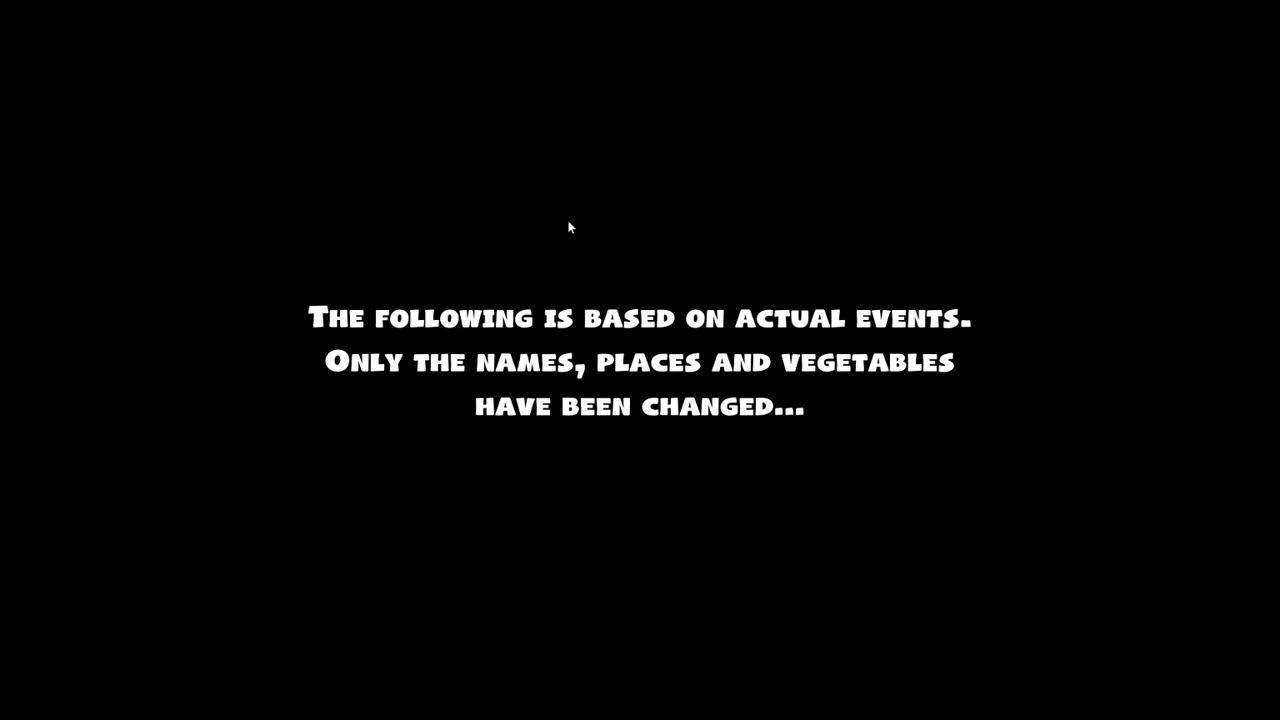 The following is based on actual events.
Only the names, places and vegetables
have been changed...